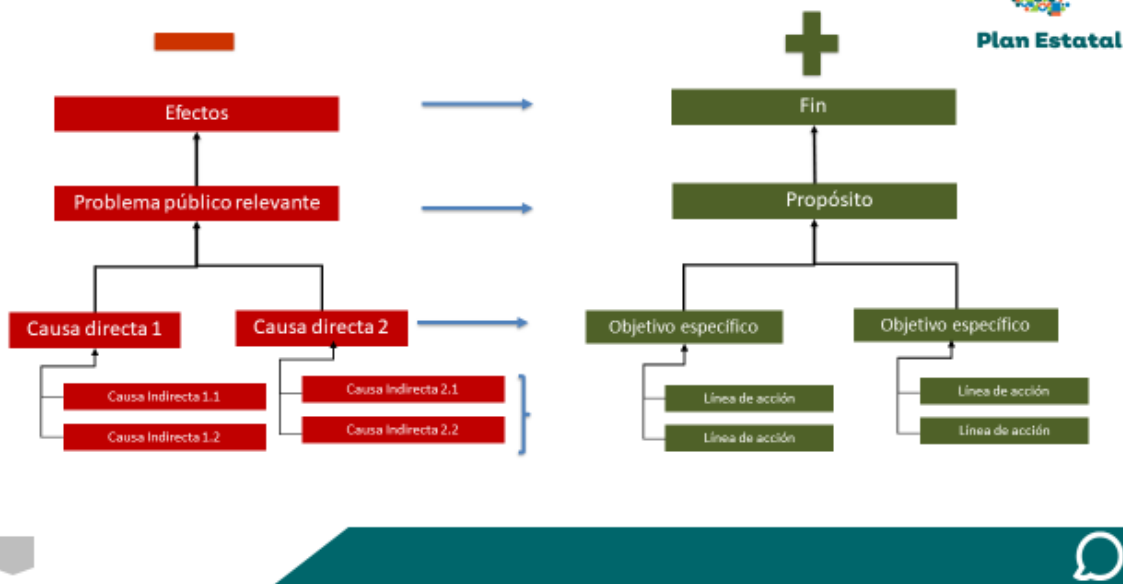 Plan Estatal
Efectos
Fin
Problema público relevante
Propósito
Causa directa 1
Causa directa 2
Objetivo específico
Objetivo específico
Causa Indirecta 1.1
Causa Indirecta 2.1
Línea de acción
Línea de acción
Causa Indirecta 1.2
Causa Indirecta 2.2
Línea de acción
Línea de acción